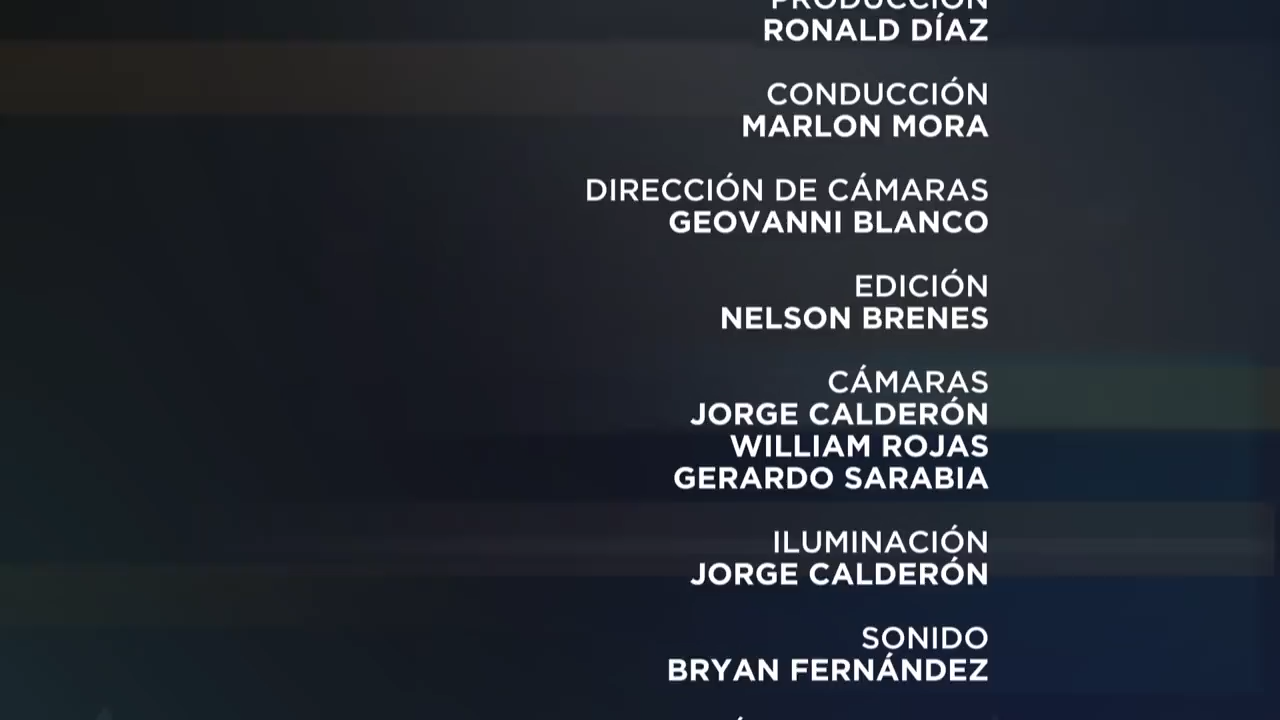 PRODUCCIÓN
RONALD DÍAZ
CONDUCCIÓN
MARLON MORA
DIRECCIÓN DE CÁMARAS
GEOVANNI BLANCO
EDICIÓN
NELSON BRENES
CÁMARAS
JORGE CALDERÓN
WILLIAM ROJAS
GERARDO SARABIA
ILUMINACIÓN
JORGE CALDERÓN
SONIDO
BRYAN FERNÁNDEZ